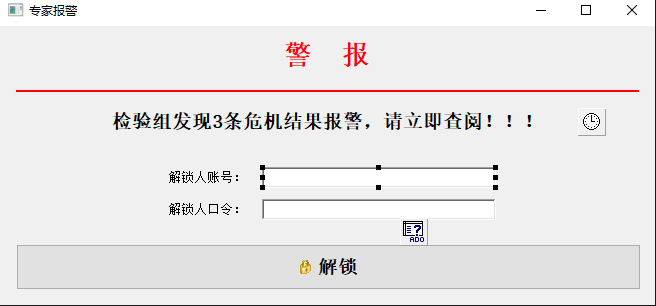 专家报警
警 报
检验组发现3条危机结果报警，请立即查阅！！！
解锁人账号：
解锁人口令：
ADO
解锁